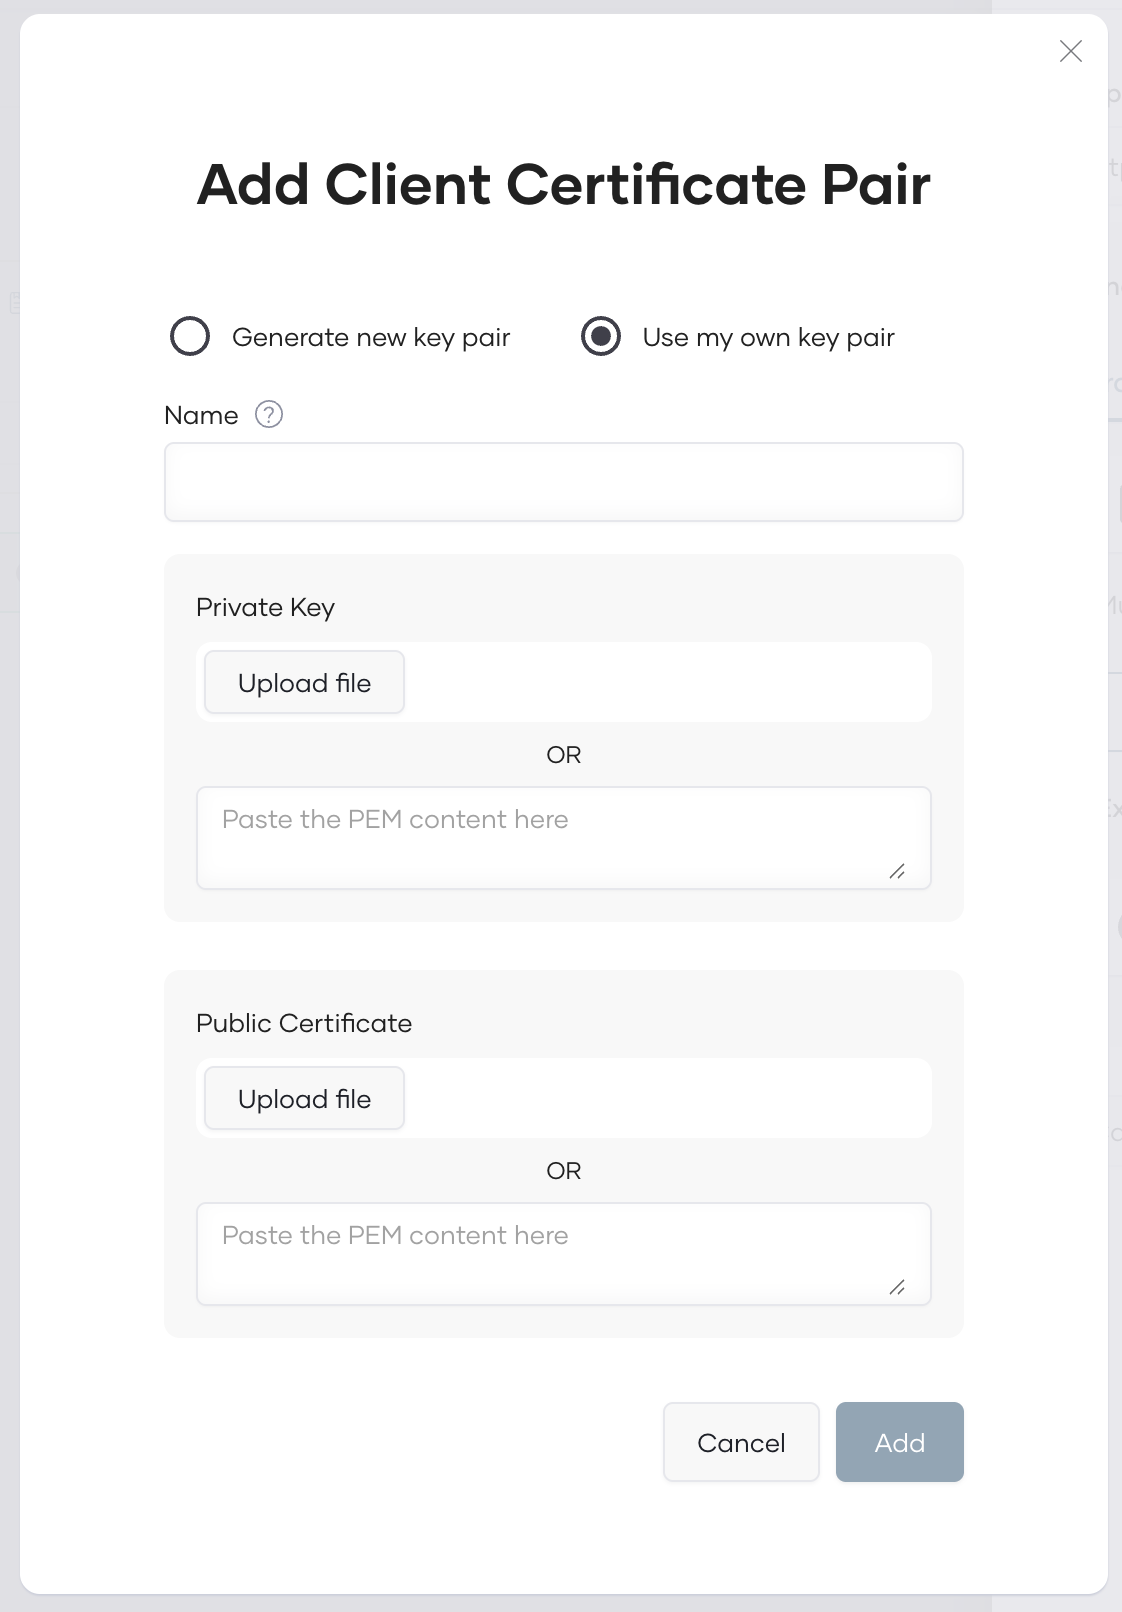 Add Client Certificate Pair
Generate new key pair
Use my own key pair
Name ?
Private Key
Upload file
OR
Paste the PEM content here
Public Certificate
Upload file
OR
Paste the PEM content here
Cancel
Add